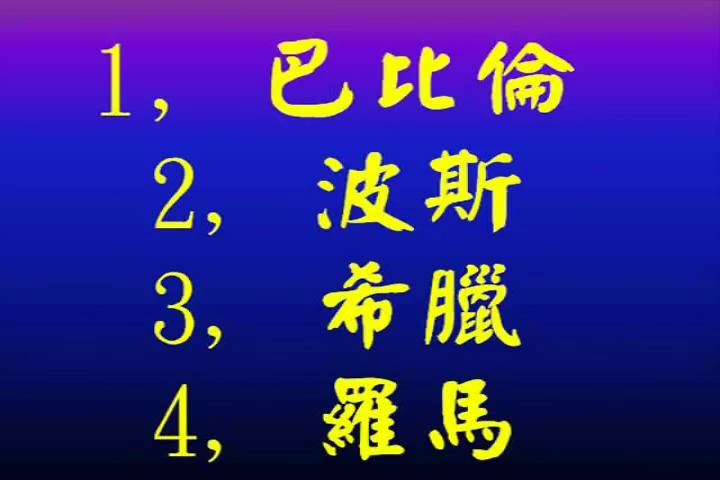 1, 巴比倫
2, 波斯
3, 希臘
4, 羅馬